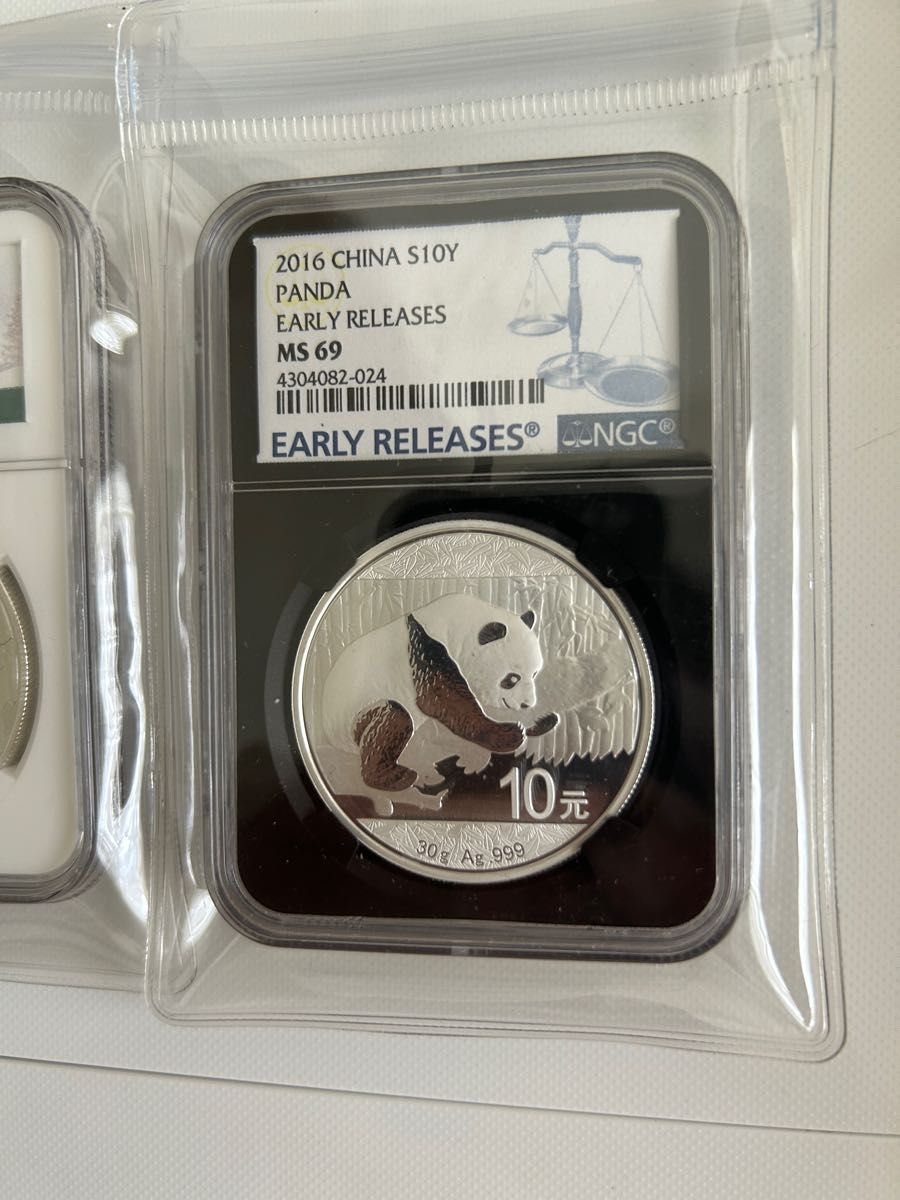 2016 CHINA S10Y
PANDA
EARLY RELEASES
MS 69
4304082-024
EARLY RELEASES® NGC®
10元
30g Ag .999